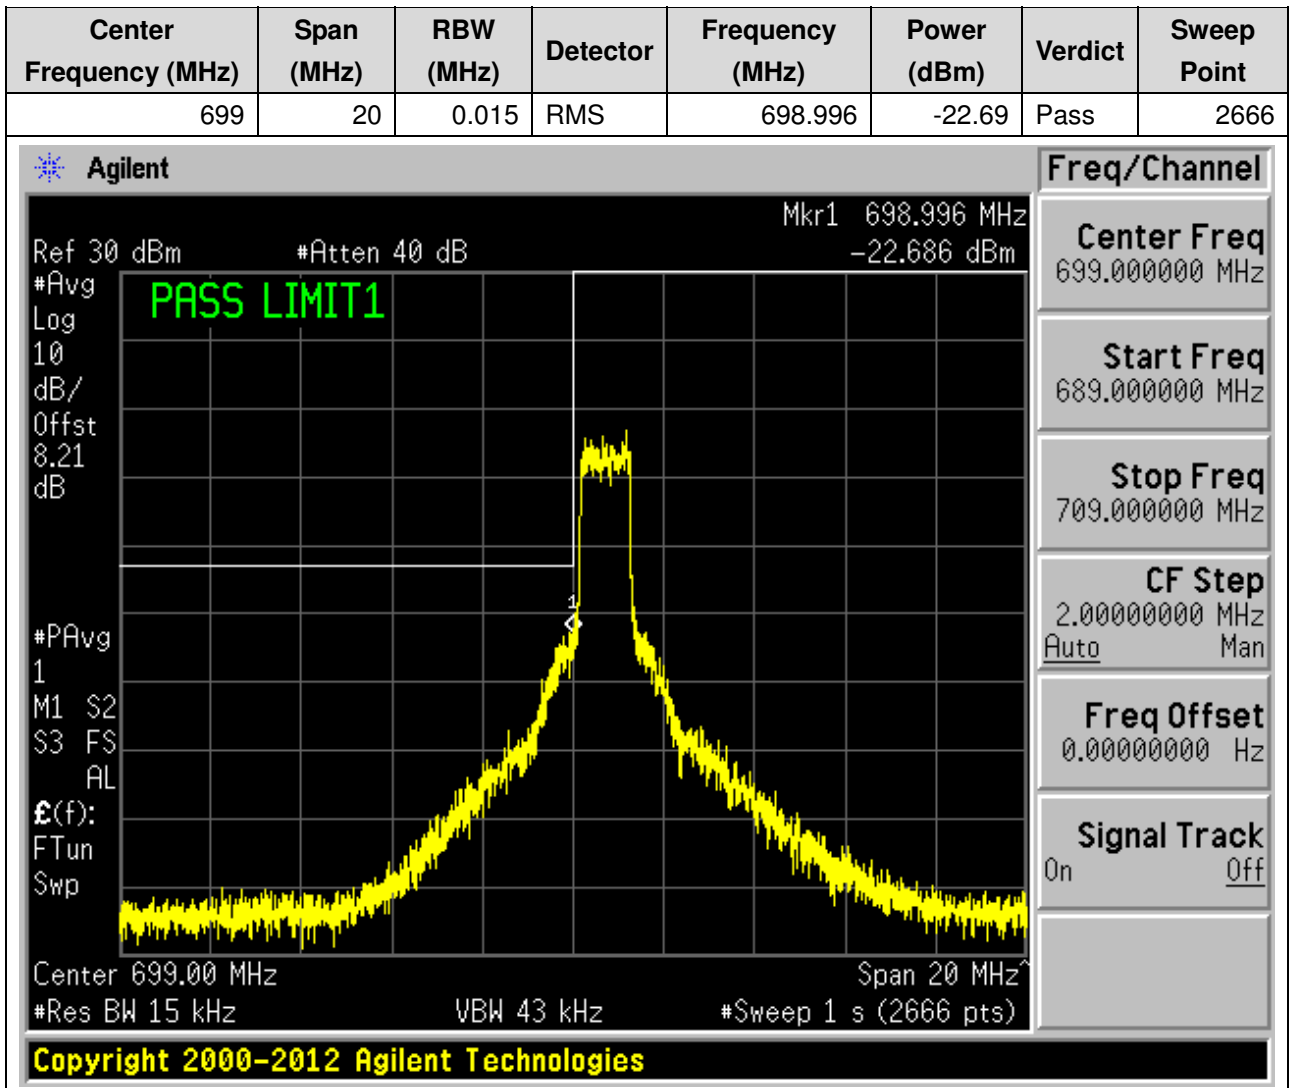 Center Frequency (MHz) Span (MHz) RBW (MHz) Detector Frequency (MHz) Power (dBm) Verdict Sweep Point
699 20 0.015 RMS 698.996 -22.69 Pass 2666
Agilent
Freq/Channel
Mkr1 698.996 MHz
Ref 30 dBm #Atten 40 dB -22.686 dBm
#Avg
Log
10
dB/
Offst
8.21
dB
PASS LIMIT1
1
#PAvg
1
M1 S2
S3 FS
AL
£(f):
FTun
Swp
Center 699.00 MHz Span 20 MHz^
#Res BW 15 kHz VBW 43 kHz #Sweep 1 s (2666 pts)
Center Freq
699.000000 MHz
Start Freq
689.000000 MHz
Stop Freq
709.000000 MHz
CF Step
2.00000000 MHz
Auto Man
Freq Offset
0.00000000 Hz
Signal Track
On Off
Copyright 2000-2012 Agilent Technologies